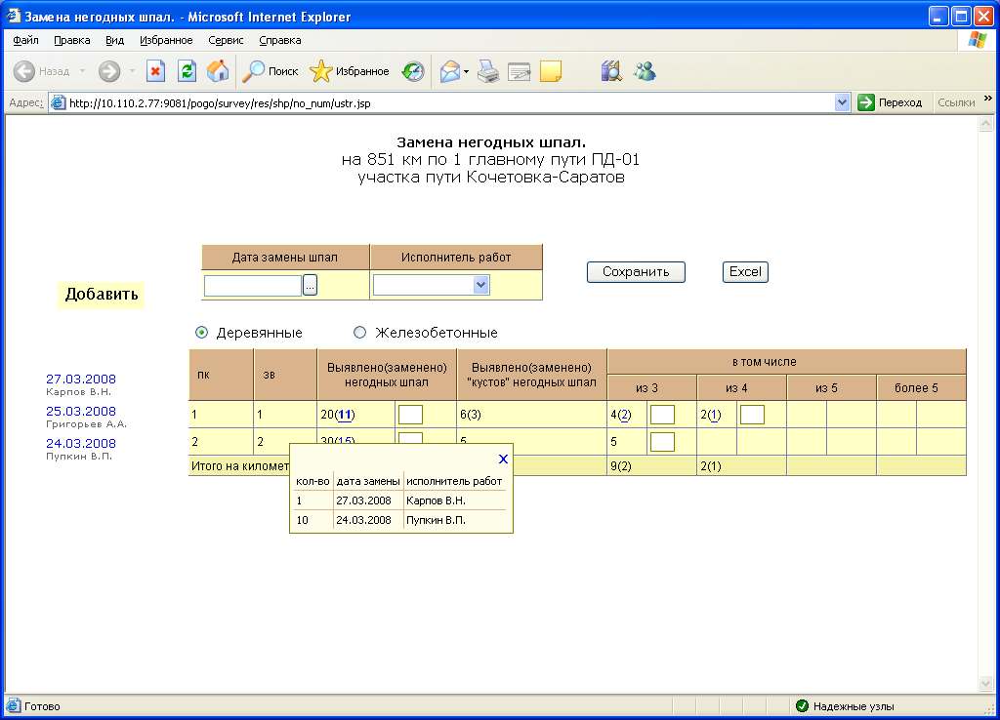 Замена негодных шпал. - Microsoft Internet Explorer
Файл Правка Вид Избранное Сервис Справка
Назад Поиск Избранное
Адрес: http://10.110.2.77:9081/pogo/survey/res/shp/no_num/ustr.jsp Переход Ссылки »
Замена негодных шпал.
на 851 км по 1 главному пути ПД-01
участка пути Кочетовка-Саратов
Дата замены шпал Исполнитель работ
... Сохранить Excel
Добавить
Деревянные Железобетонные
27.03.2008
Карпов В.Н.
25.03.2008
Григорьев А.А.
24.03.2008
Пупкин В.П.
пк зв Выявлено(заменено) негодных шпал Выявлено(заменено) "кустов" негодных шпал в том числе
из 3 из 4 из 5 более 5
1 1 20(11) 6(3) 4(2) 2(1)
2 2 30(15) 5 5
Итого на километ 9(2) 2(1)
X
кол-во дата замены исполнитель работ
1 27.03.2008 Карпов В.Н.
10 24.03.2008 Пупкин В.П.
Готово Надежные узлы